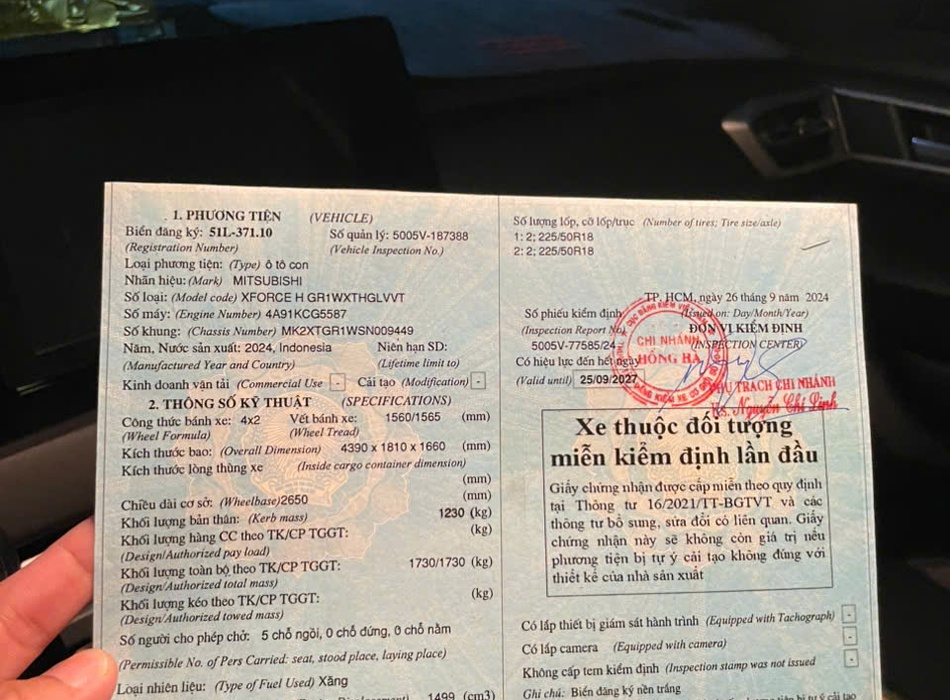 1. PHƯƠNG TIỆN (VEHICLE)
Biển đăng ký: 51L-371.10 Số quản lý: 5005V-187388
(Registration Number) (Vehicle Inspection No.)
Loại phương tiện: (Type) ô tô con
Nhãn hiệu: (Mark) MITSUBISHI
Số loại: (Model code) XFORCE H GR1WXTHGLVVT
Số máy: (Engine Number) 4A91KCG5587
Số khung: (Chassis Number) MK2XTGR1WSN009449
Năm, Nước sản xuất: 2024, Indonesia Niên hạn SD:
(Manufactured Year and Country) (Lifetime limit to)
Kinh doanh vận tải (Commercial Use - Cải tạo (Modification) -
2. THÔNG SỐ KỸ THUẬT (SPECIFICATIONS)
Công thức bánh xe: 4x2 Vết bánh xe: 1560/1565 (mm)
(Wheel Formula) (Wheel Tread)
Kích thước bao: (Overall Dimension) 4390 x 1810 x 1660 (mm)
Kích thước lòng thùng xe (Inside cargo container dimension)
(mm)
Chiều dài cơ sở: (Wheelbase) 2650 (mm)
Khối lượng bản thân: (Kerb mass) 1230 (kg)
Khối lượng hàng CC theo TK/CP TGGT: (kg)
(Design/Authorized pay load)
Khối lượng toàn bộ theo TK/CP TGGT: 1730/1730 (kg)
(Design/Authorized total mass)
Khối lượng kéo theo TK/CP TGGT: (kg)
(Design/Authorized towed mass)
Số người cho phép chở: 5 chỗ ngồi, 0 chỗ đứng, 0 chỗ nằm
(Permissible No. of Pers Carried: seat, stood place, laying place)
Loại nhiên liệu: (Type of Fuel Used) Xăng
1499 (cm3)
Số lượng lốp, cỡ lốp/trục (Number of tires; Tire size/axle)
1: 2; 225/50R18
2: 2; 225/50R18
TP. HCM, ngày 26 tháng 9 năm 2024
Số phiếu kiểm định (Issued on: Day/Month/Year)
(Inspection Report No) ĐƠN VỊ KIỂM ĐỊNH
5005V-77585/24 (INSPECTION CENTER)
CHI NHÁNH
HỒNG HÀ
Có hiệu lực đến hết ngày
(Valid until) 25/09/2027
PHỤ TRÁCH CHI NHÁNH
Ks. Nguyễn Chí Linh
Xe thuộc đối tượng
miễn kiểm định lần đầu
Giấy chứng nhận được cấp miễn theo quy định
tại Thông tư 16/2021/TT-BGTVT và các
thông tư bổ sung, sửa đổi có liên quan. Giấy
chứng nhận này sẽ không còn giá trị nếu
phương tiện bị tự ý cải tạo không đúng với
thiết kế của nhà sản xuất
Có lắp thiết bị giám sát hành trình (Equipped with Tachograph) -
Có lắp camera (Equipped with camera) -
Không cấp tem kiểm định (Inspection stamp was not issued -
Ghi chú: Biển đăng ký nền trắng